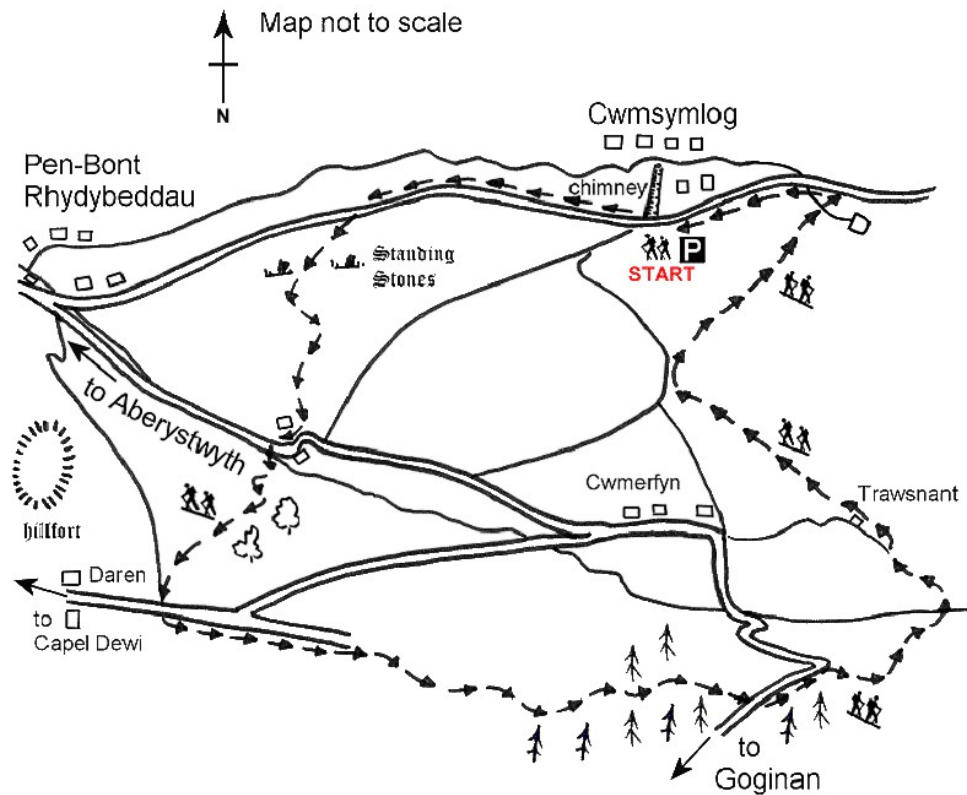 Map not to scale
N
Cwmsymlog
Pen-Bont
Rhydybeddau
chimney
P
START
Standing
Stones
to Aberystwyth
hillfort
Cwmerfyn
Trawsnant
Daren
to
Capel Dewi
to
Goginan